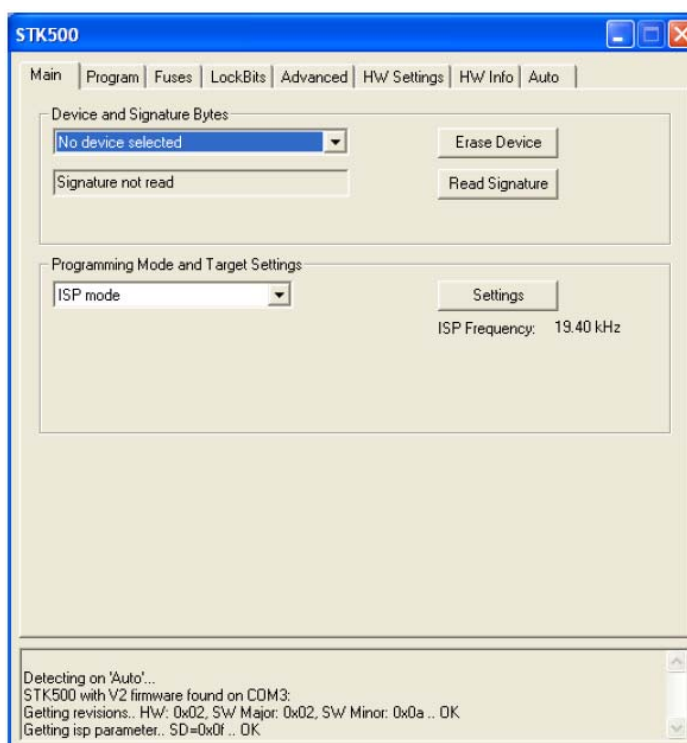 STK500
Main Program Fuses LockBits Advanced HW Settings HW Info Auto
Device and Signature Bytes
No device selected Erase Device
Signature not read Read Signature
Programming Mode and Target Settings
ISP mode Settings
ISP Frequency: 19.40 kHz
Detecting on 'Auto'...
STK500 with V2 firmware found on COM3:
Getting revisions.. HW: 0x02, SW Major: 0x02, SW Minor: 0x0a .. OK
Getting isp parameter.. SD=0x0f .. OK